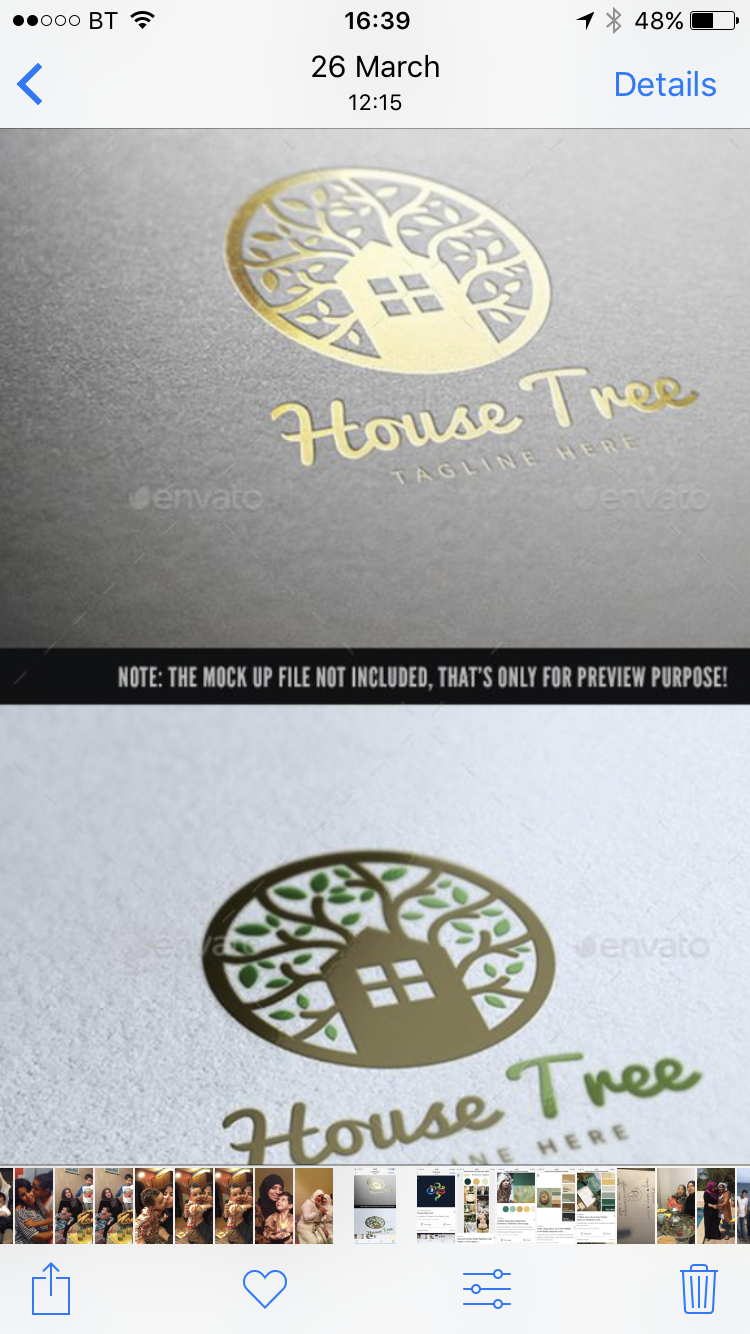 BT 16:39 48%
26 March
12:15
Details
House Tree
TAGLINE HERE
envato envato
NOTE: THE MOCK UP FILE NOT INCLUDED, THAT'S ONLY FOR PREVIEW PURPOSE!
envato envato
House Tree
INE HERE